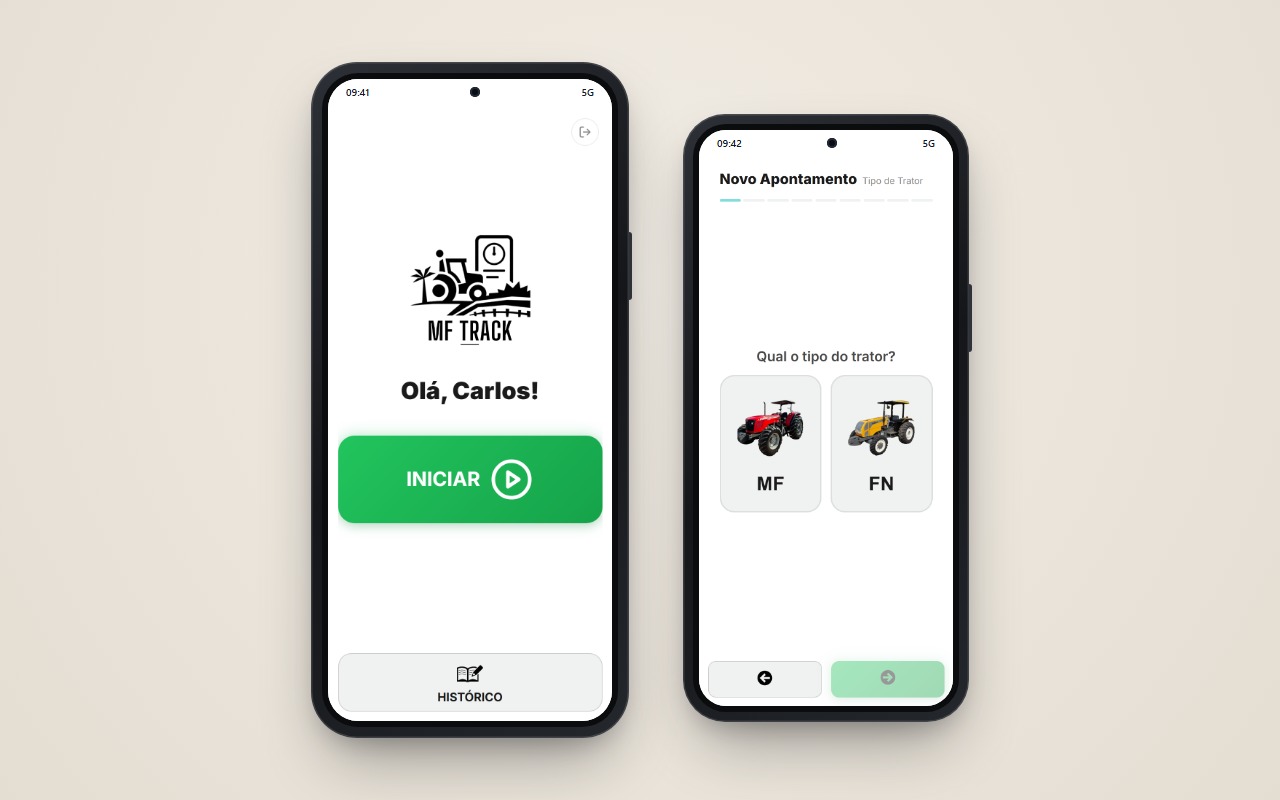 09:41
5G
MF TRACK
Olá, Carlos!
INICIAR
HISTÓRICO
09:42
5G
Novo Apontamento Tipo de Trator
Qual o tipo do trator?
MF
FN